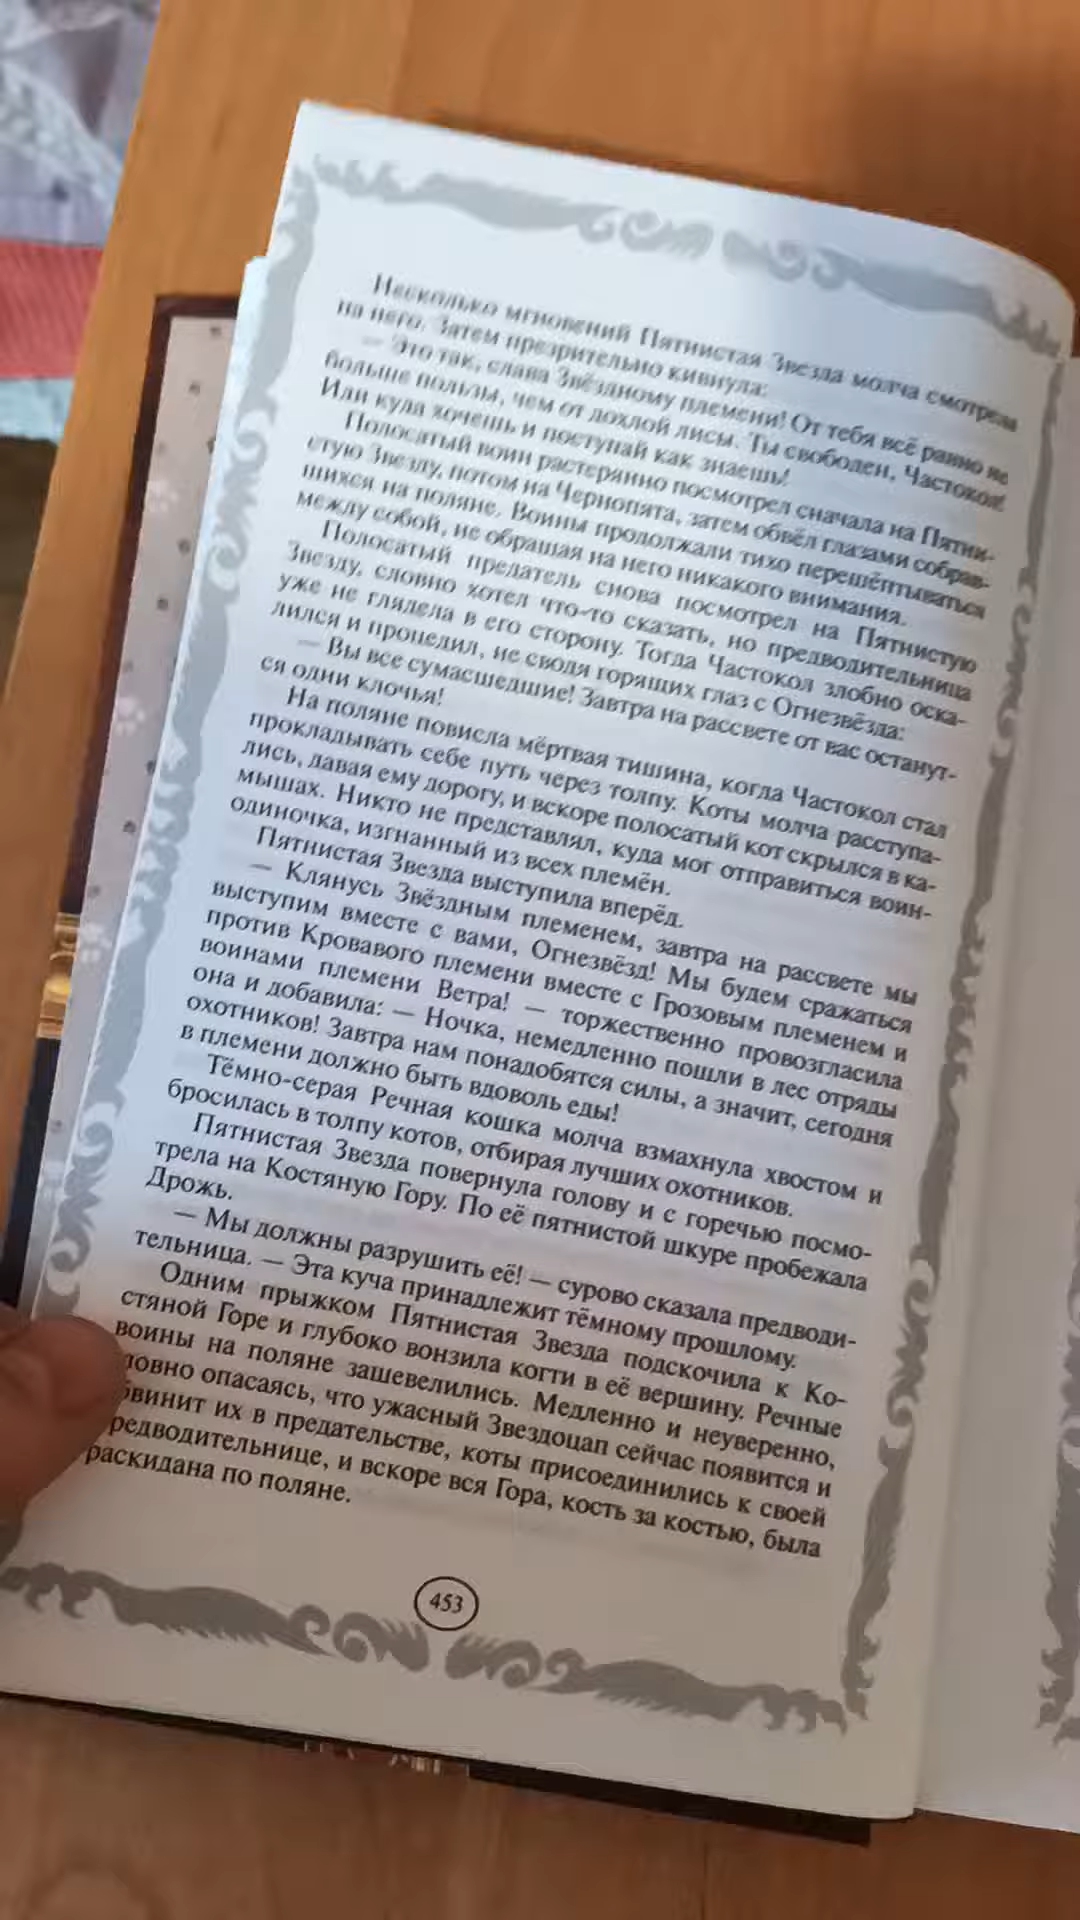 Несколько мгновений Пятнистая Звезда молча смотрела
на него. Затем презрительно кивнула:
— Это так, слава Звёздному племени! От тебя всё равно не
больше пользы, чем от дохлой лисы. Ты свободен, Частокол!
Иди куда хочешь и поступай как знаешь!
Полосатый воин растерянно посмотрел сначала на Пятни-
стую Звезду, потом на Чернопята, затем обвёл глазами собрав-
шихся на поляне. Воины продолжали тихо перешёптываться
между собой, не обращая на него никакого внимания.
Полосатый предатель снова посмотрел на Пятнистую
Звезду, словно хотел что-то сказать, но предводительница
уже не глядела в его сторону. Тогда Частокол злобно оска-
лился и процедил, не сводя горящих глаз с Огнезвёзда:
— Вы все сумасшедшие! Завтра на рассвете от вас останут-
ся одни клочья!
На поляне повисла мёртвая тишина, когда Частокол стал
прокладывать себе путь через толпу. Коты молча расступа-
лись, давая ему дорогу, и вскоре полосатый кот скрылся в ка-
мышах. Никто не представлял, куда мог отправиться воин-
одиночка, изгнанный из всех племён.
Пятнистая Звезда выступила вперёд.
— Клянусь Звёздным племенем, завтра на рассвете мы
выступим вместе с вами, Огнезвёзд! Мы будем сражаться
против Кровавого племени вместе с Грозовым племенем и
воинами племени Ветра! — торжественно провозгласила
она и добавила: — Ночка, немедленно пошли в лес отряды
охотников! Завтра нам понадобятся силы, а значит, сегодня
в племени должно быть вдоволь еды!
Тёмно-серая Речная кошка молча взмахнула хвостом и
бросилась в толпу котов, отбирая лучших охотников.
Пятнистая Звезда повернула голову и с горечью посмо-
трела на Костяную Гору. По её пятнистой шкуре пробежала
Дрожь.
— Мы должны разрушить её! — сурово сказала предводи-
тельница. — Эта куча принадлежит тёмному прошлому.
Одним прыжком Пятнистая Звезда подскочила к Ко-
стяной Горе и глубоко вонзила когти в её вершину. Речные
воины на поляне зашевелились. Медленно и неуверенно,
ловно опасаясь, что ужасный Звездоцап сейчас появится и
бвинит их в предательстве, коты присоединились к своей
редводительнице, и вскоре вся Гора, кость за костью, была
раскидана по поляне.
453